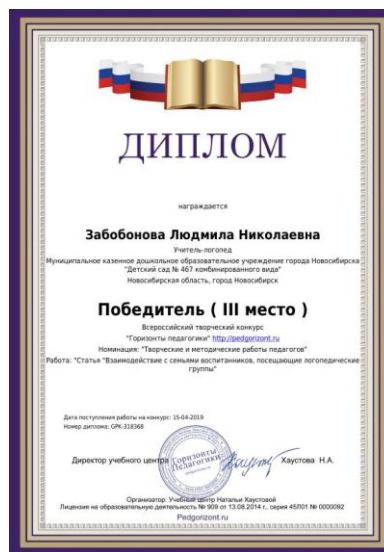 ДИПЛОМ
награждается
Забобонова Людмила Николаевна
Учитель-логопед
Муниципальное казенное дошкольное образовательное учреждение города Новосибирска
"Детский сад № 467 комбинированного вида"
Новосибирская область, город Новосибирск
Победитель ( III место )
Всероссийский творческий конкурс
"Горизонты педагогики" http://pedgorizont.ru
Номинация: "Творческие и методические работы педагогов"
Работа: "Статья "Взаимодействие с семьями воспитанников, посещающие логопедические
группы"
Дата поступления работы на конкурс: 15-04-2019
Номер диплома: GPK-318368
Горизонты
Педагогики
Директор учебного центра Хаустова Н.А.
Организатор: Учебный центр Натальи Хаустовой
Лицензия на образовательную деятельность № 909 от 13.08.2014 г., серия 45Л01 № 0000092
Pedgorizont.ru